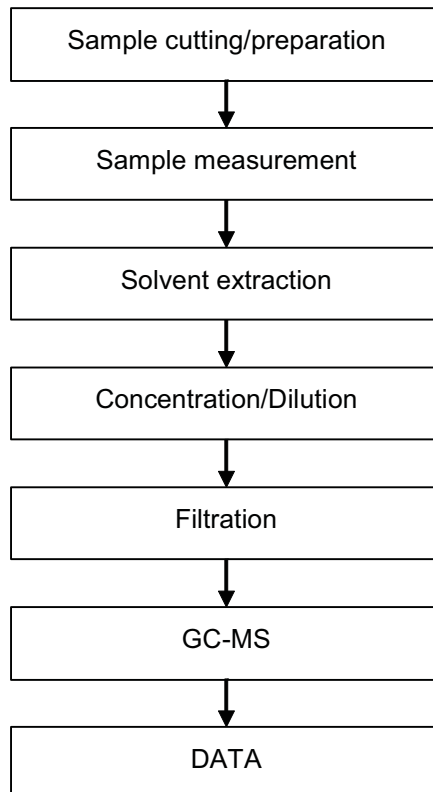 Sample cutting/preparation
Sample measurement
Solvent extraction
Concentration/Dilution
Filtration
GC-MS
DATA